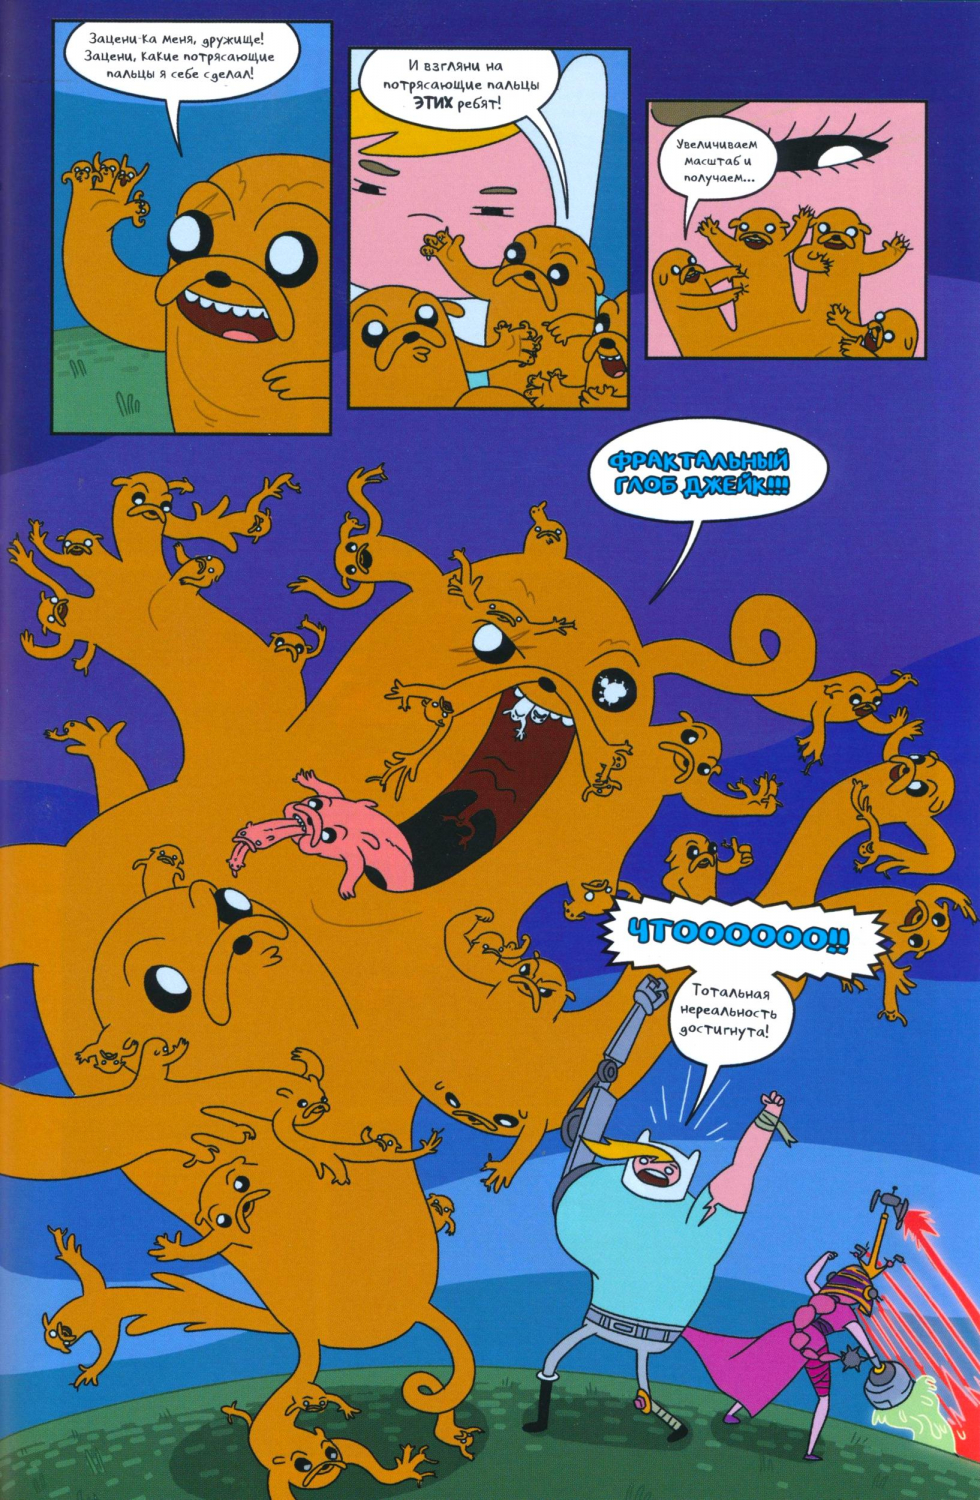 Зацени-ка меня, дружище!
Зацени, какие потрясающие
пальцы я себе сделал!
И взгляни на
потрясающие пальцы
ЭТИХ ребят!
Увеличиваем
масштаб и
получаем...
ФРАКТАЛЬНЫЙ
ГЛОБ ДЖЕЙК!!!
ЧТОООООО!!
Тотальная
нереальность
достигнута!